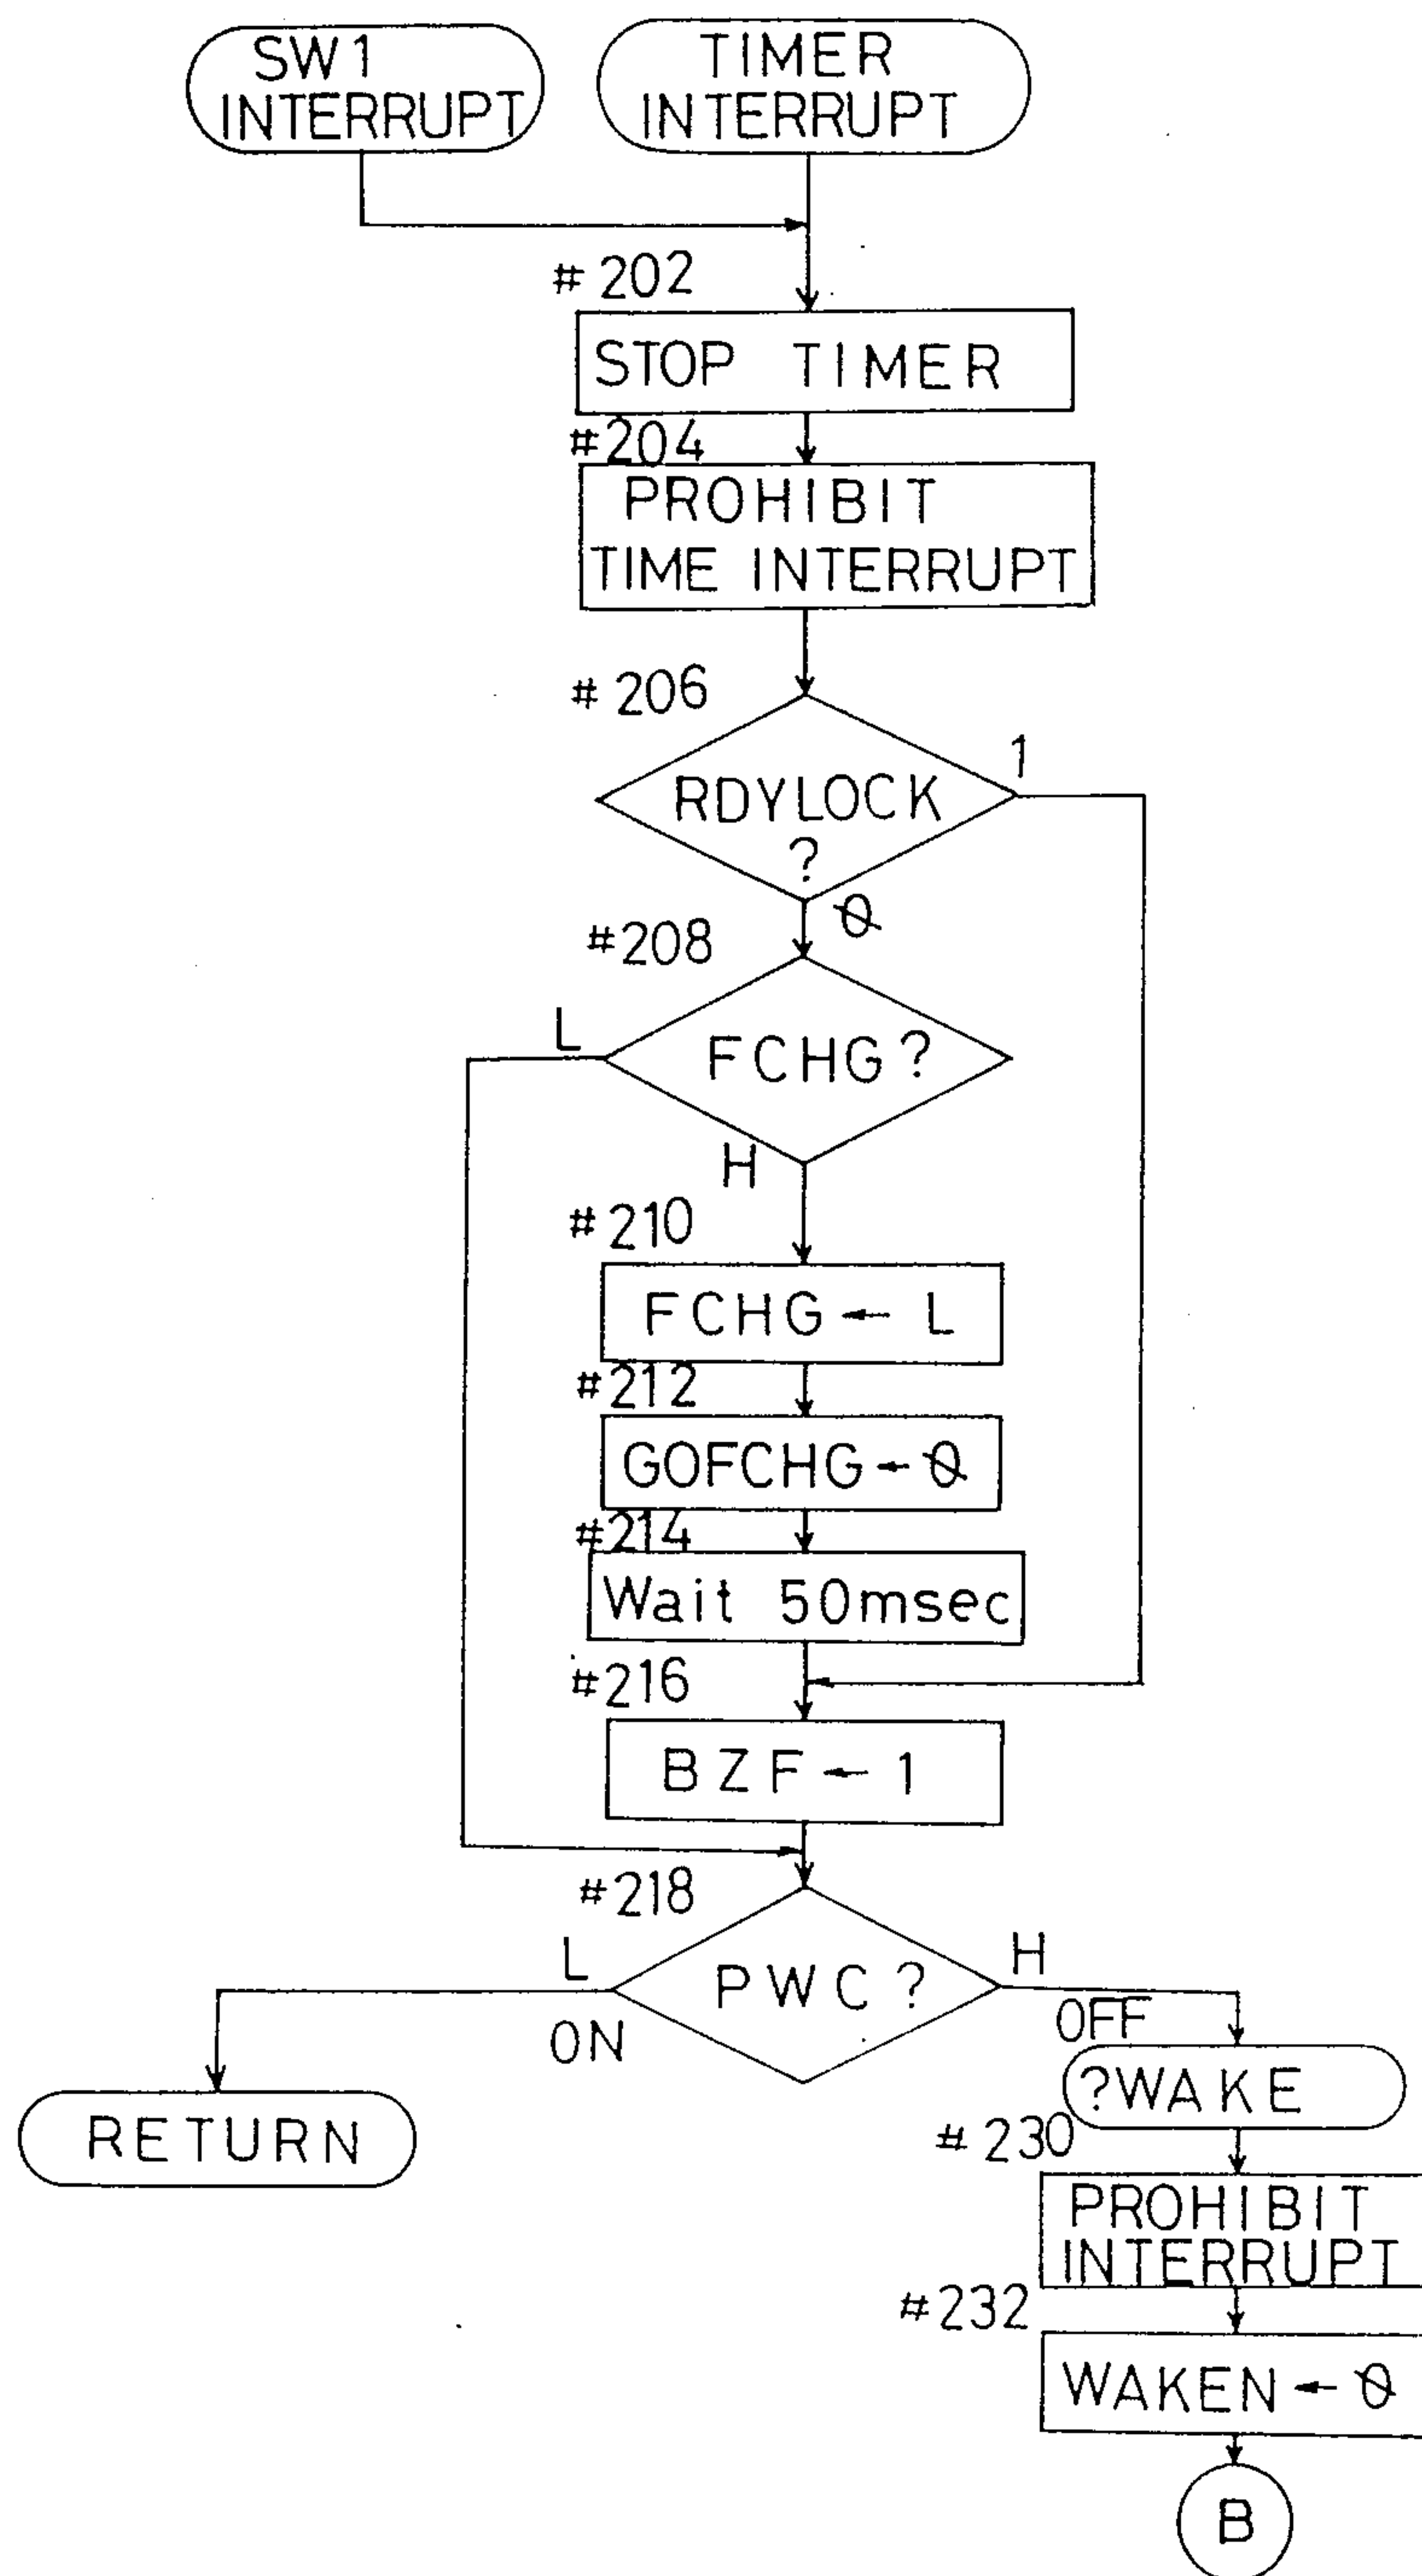 SW1
INTERRUPT
TIMER
INTERRUPT
#202
STOP TIMER
#204
PROHIBIT
TIME INTERRUPT
#206
RDYLOCK
?
1
0
#208
L
FCHG?
H
#210
FCHG ← L
#212
GOFCHG ← 0
#214
Wait 50msec
#216
BZF ← 1
#218
L
PWC?
H
ON
OFF
RETURN
?WAKE
#230
PROHIBIT
INTERRUPT
#232
WAKEN ← 0
B